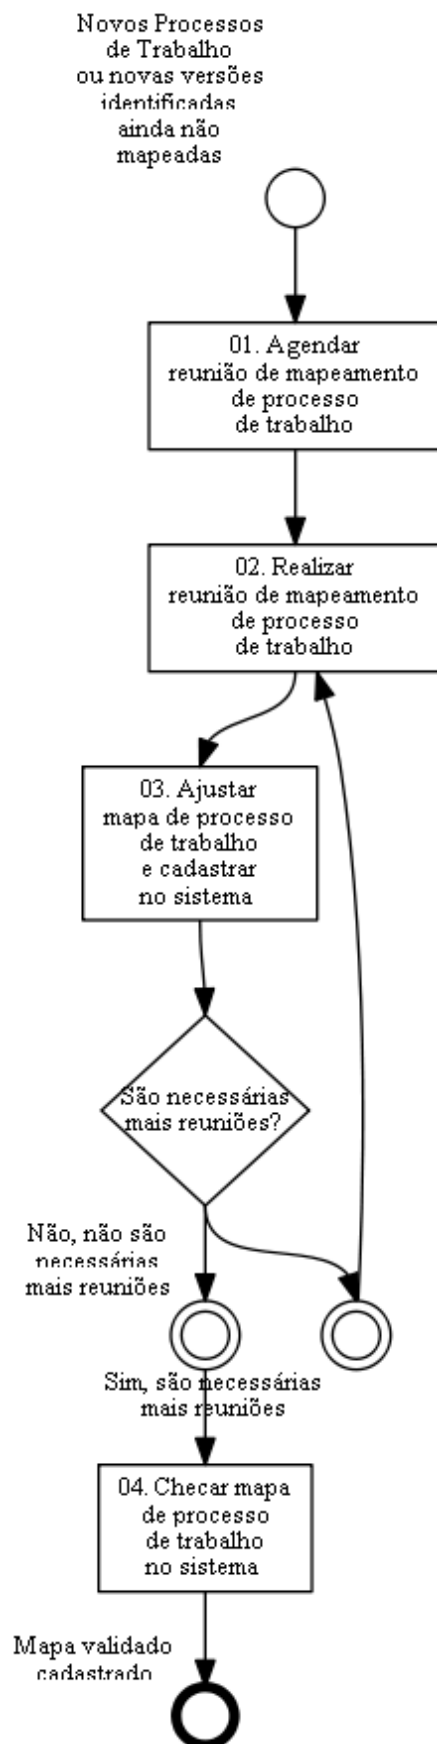 Novos Processos
de Trabalho
ou novas versões
identificadas
ainda não
mapeadas
01. Agendar
reunião de mapeamento
de processo
de trabalho
02. Realizar
reunião de mapeamento
de processo
de trabalho
03. Ajustar
mapa de processo
de trabalho
e cadastrar
no sistema
São necessárias
mais reuniões?
Não, não são
necessárias
mais reuniões
Sim, são necessárias
mais reuniões
04. Checar mapa
de processo
de trabalho
no sistema
Mapa validado
cadastrado